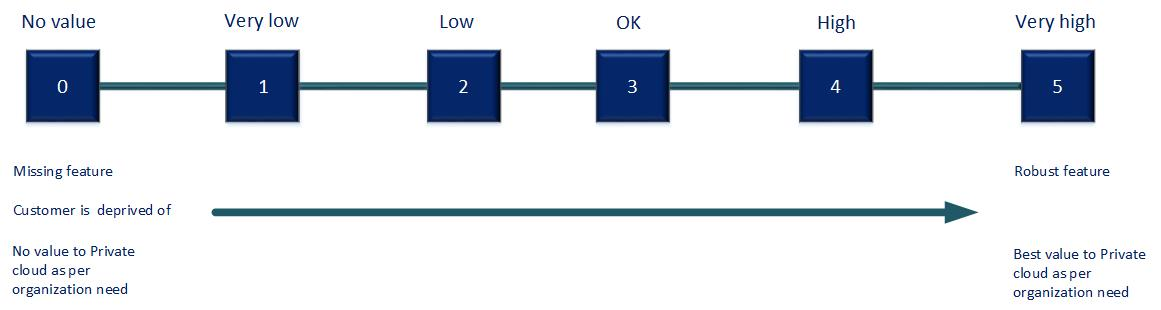 No value
Very low
Low
OK
High
Very high
0
1
2
3
4
5
Missing feature
Robust feature
Customer is deprived of
No value to Private
cloud as per
organization need
Best value to Private
cloud as per
organization need